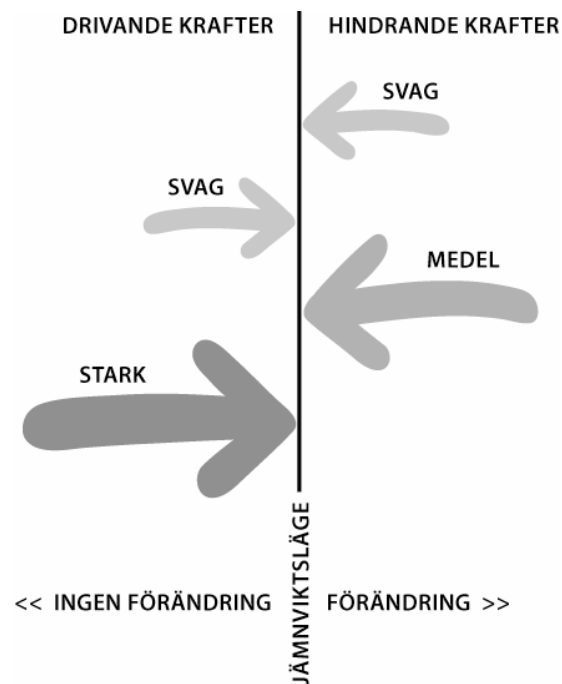 DRIVANDE KRAFTER
HINDRANDE KRAFTER
SVAG
SVAG
MEDEL
STARK
JÄMNVIKTSLÄGE
<< INGEN FÖRÄNDRING
FÖRÄNDRING >>